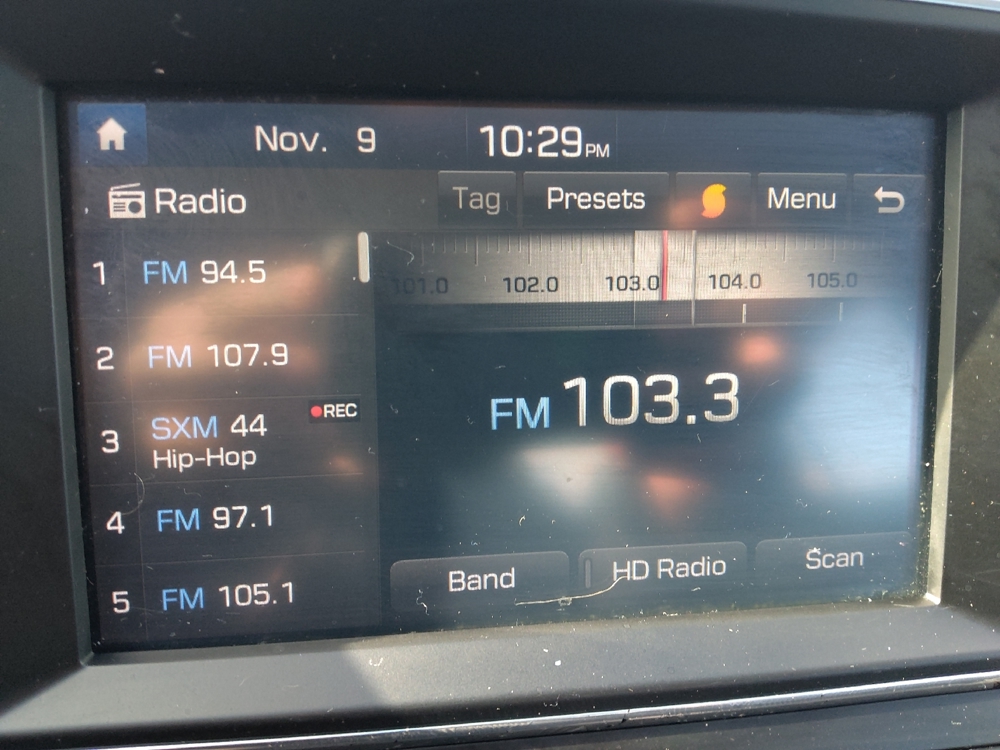 Nov. 9 10:29PM
Radio Tag Presets Menu
1 FM 94.5
2 FM 107.9
3 SXM 44 REC
Hip-Hop
4 FM 97.1
5 FM 105.1
101.0 102.0 103.0 104.0 105.0
FM 103.3
Band HD Radio Scan